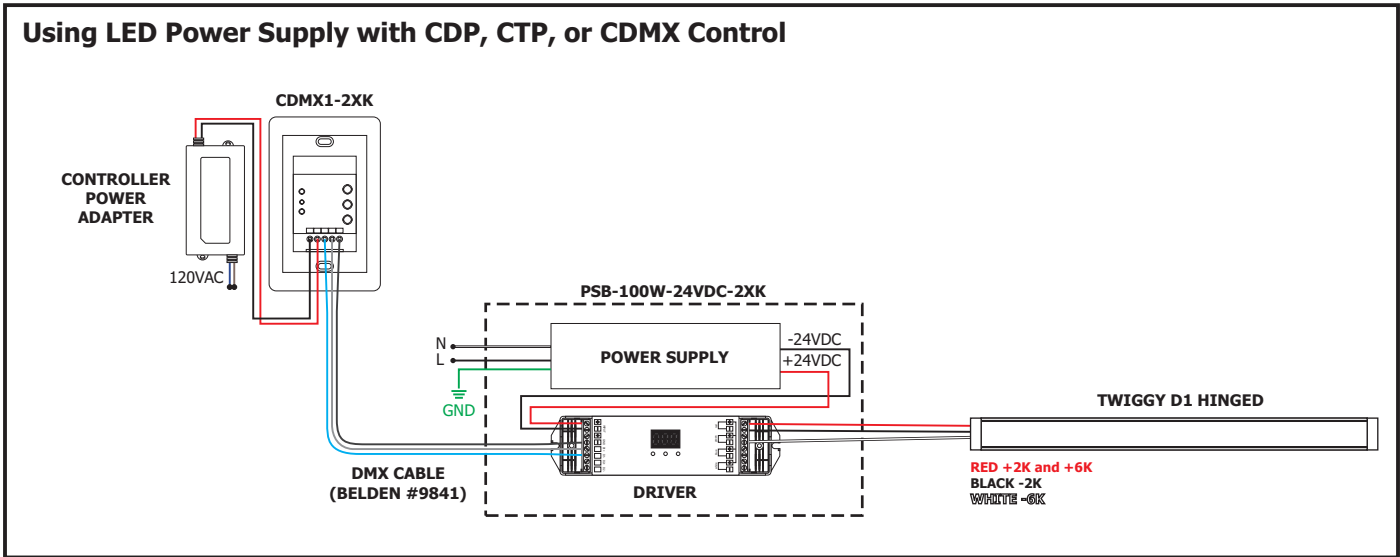 Using LED Power Supply with CDP, CTP, or CDMX Control
CDMX1-2XK
CONTROLLER
POWER
ADAPTER
120VAC
PSB-100W-24VDC-2XK
N
L
GND
POWER SUPPLY
-24VDC
+24VDC
TWIGGY D1 HINGED
DMX CABLE
(BELDEN #9841)
DRIVER
RED +2K and +6K
BLACK -2K
WHITE -6K